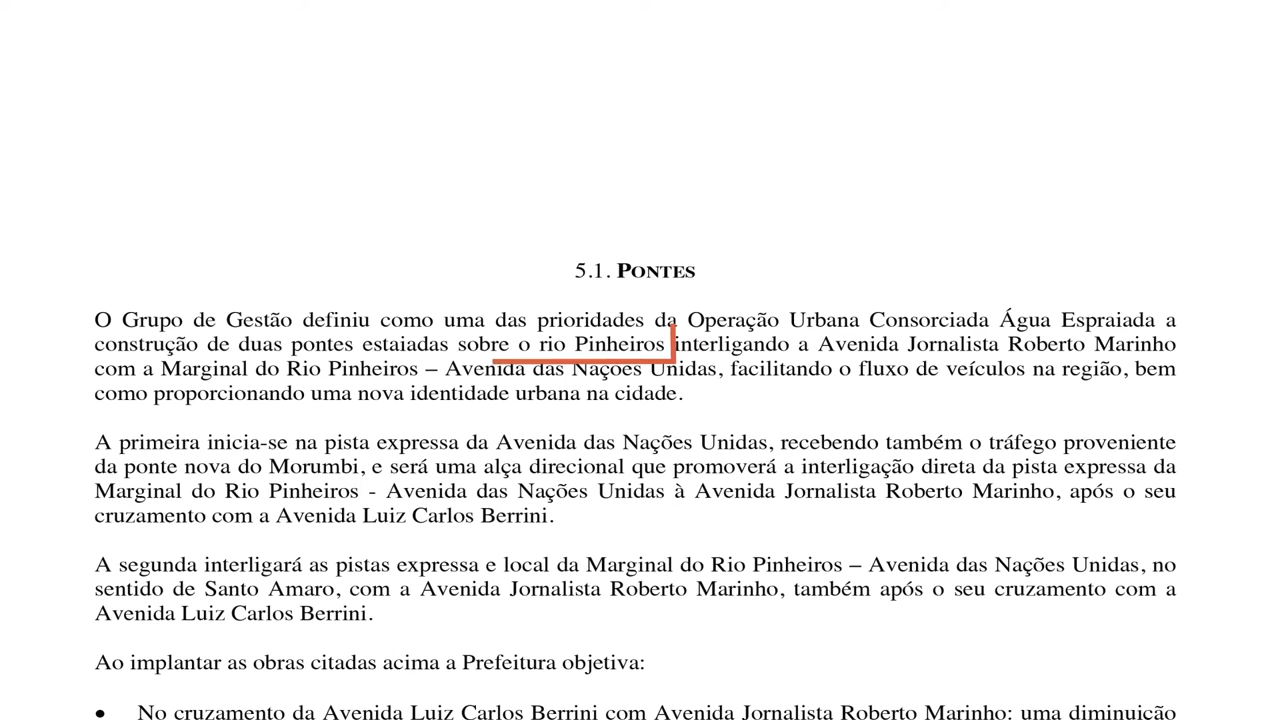 5.1. PONTES
O Grupo de Gestão definiu como uma das prioridades da Operação Urbana Consorciada Água Espraiada a
construção de duas pontes estaiadas sobre o rio Pinheiros interligando a Avenida Jornalista Roberto Marinho
com a Marginal do Rio Pinheiros – Avenida das Nações Unidas, facilitando o fluxo de veículos na região, bem
como proporcionando uma nova identidade urbana na cidade.
A primeira inicia-se na pista expressa da Avenida das Nações Unidas, recebendo também o tráfego proveniente
da ponte nova do Morumbi, e será uma alça direcional que promoverá a interligação direta da pista expressa da
Marginal do Rio Pinheiros - Avenida das Nações Unidas à Avenida Jornalista Roberto Marinho, após o seu
cruzamento com a Avenida Luiz Carlos Berrini.
A segunda interligará as pistas expressa e local da Marginal do Rio Pinheiros – Avenida das Nações Unidas, no
sentido de Santo Amaro, com a Avenida Jornalista Roberto Marinho, também após o seu cruzamento com a
Avenida Luiz Carlos Berrini.
Ao implantar as obras citadas acima a Prefeitura objetiva:
• No cruzamento da Avenida Luiz Carlos Berrini com Avenida Jornalista Roberto Marinho: uma diminuição